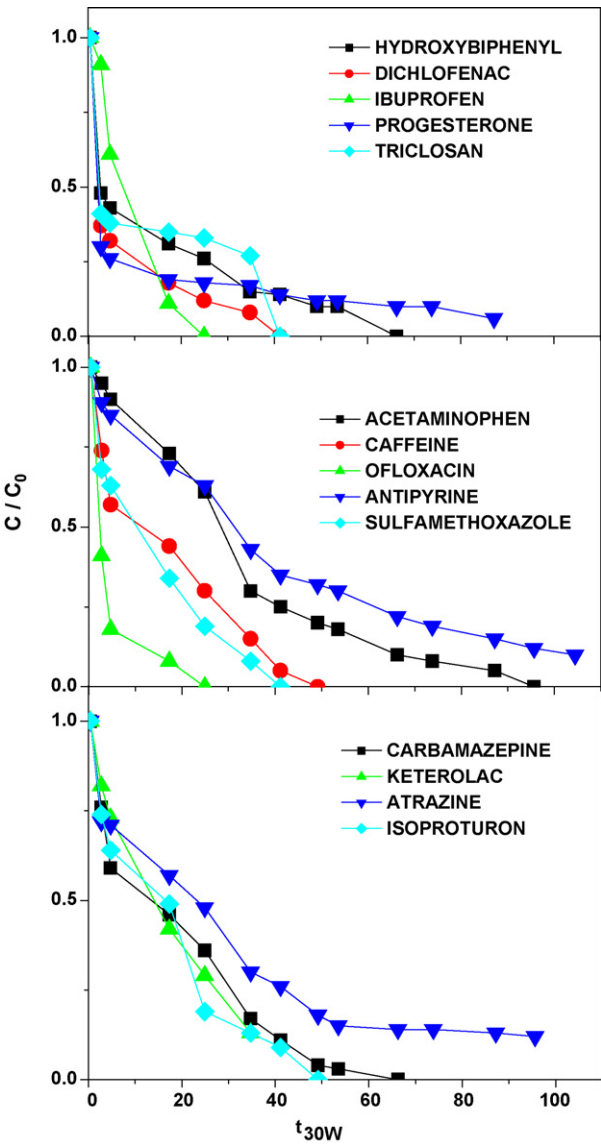 1.0
HYDROXYBIPHENYL
DICHLOFENAC
IBUPROFEN
PROGESTERONE
TRICLOSAN
0.5
0.0
1.0
ACETAMINOPHEN
CAFFEINE
OFLOXACIN
ANTIPYRINE
SULFAMETHOXAZOLE
C / C0
0.5
0.0
1.0
CARBAMAZEPINE
KETEROLAC
ATRAZINE
ISOPROTURON
0.5
0.0
0 20 40 60 80 100
t30W